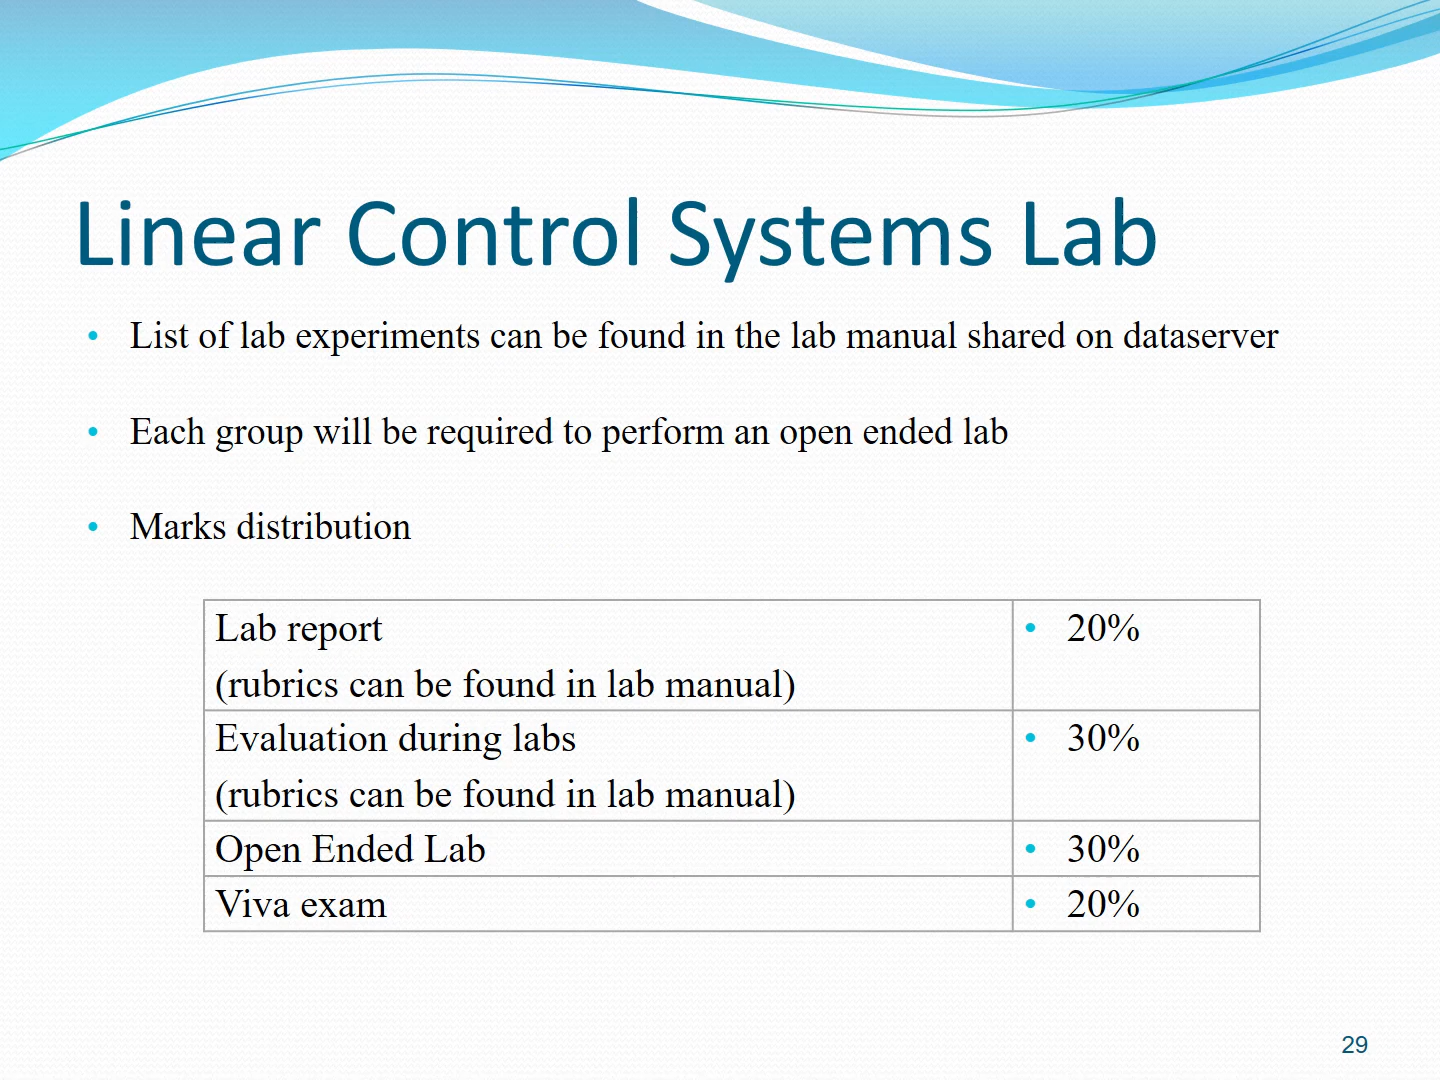 Linear Control Systems Lab
• List of lab experiments can be found in the lab manual shared on dataserver
• Each group will be required to perform an open ended lab
• Marks distribution
Lab report • 20%
(rubrics can be found in lab manual)
Evaluation during labs • 30%
(rubrics can be found in lab manual)
Open Ended Lab • 30%
Viva exam • 20%
29